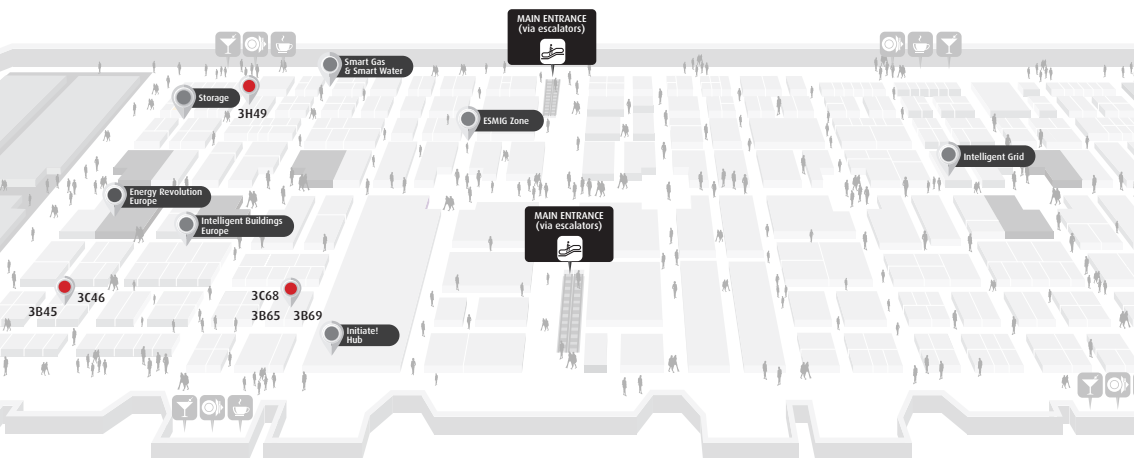 MAIN ENTRANCE
(via escalators)
Smart Gas
& Smart Water
Storage
3H49
ESMIG Zone
Intelligent Grid
Energy Revolution
Europe
Intelligent Buildings
Europe
MAIN ENTRANCE
(via escalators)
3C46
3B45
3C68
3B65 3B69
Initiate!
Hub